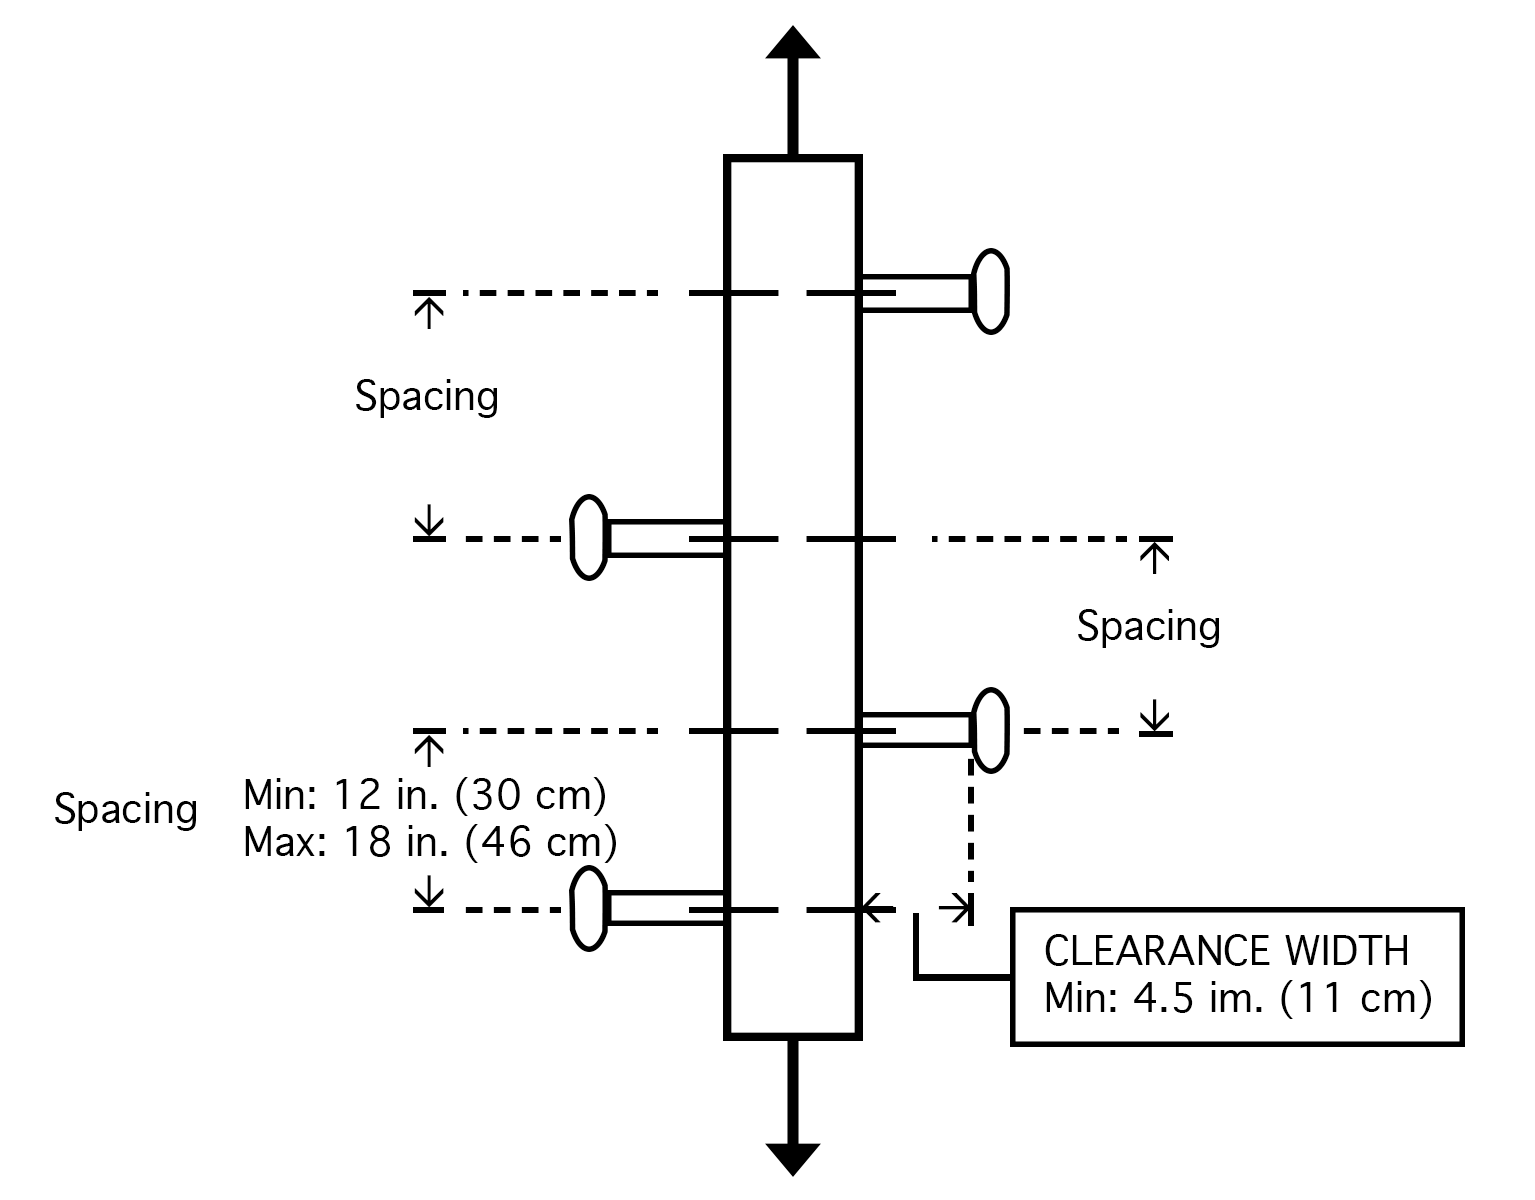 Spacing
Spacing
Spacing
Min: 12 in. (30 cm)
Max: 18 in. (46 cm)
CLEARANCE WIDTH
Min: 4.5 im. (11 cm)